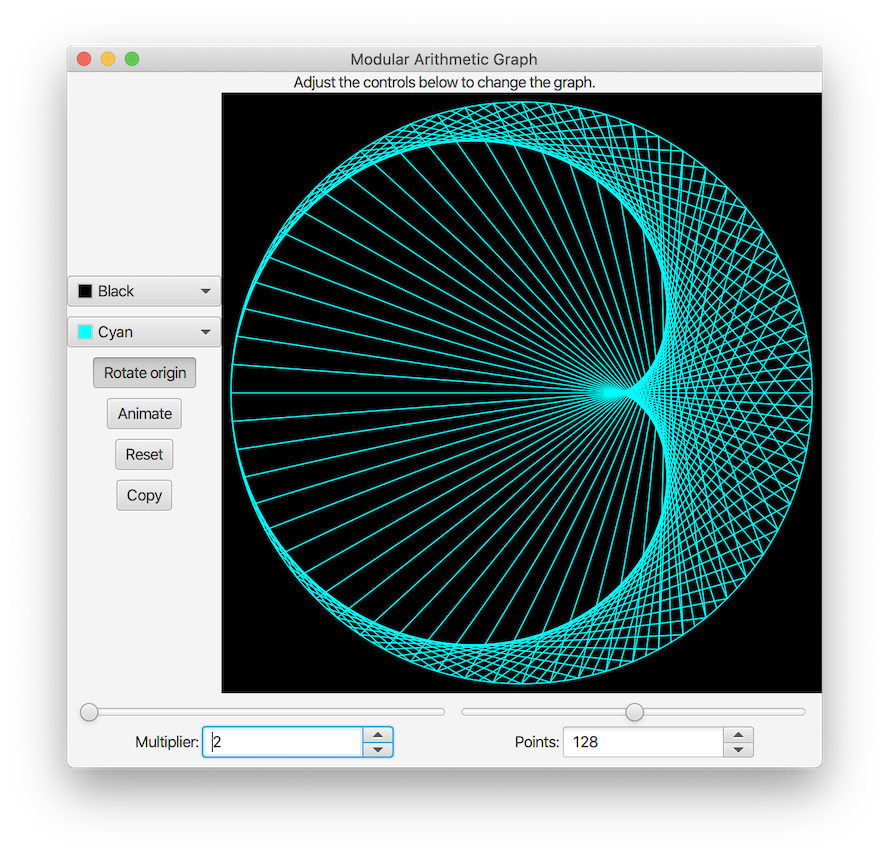 Modular Arithmetic Graph
Adjust the controls below to change the graph.
Black
Cyan
Rotate origin
Animate
Reset
Copy
Multiplier: 2
Points: 128